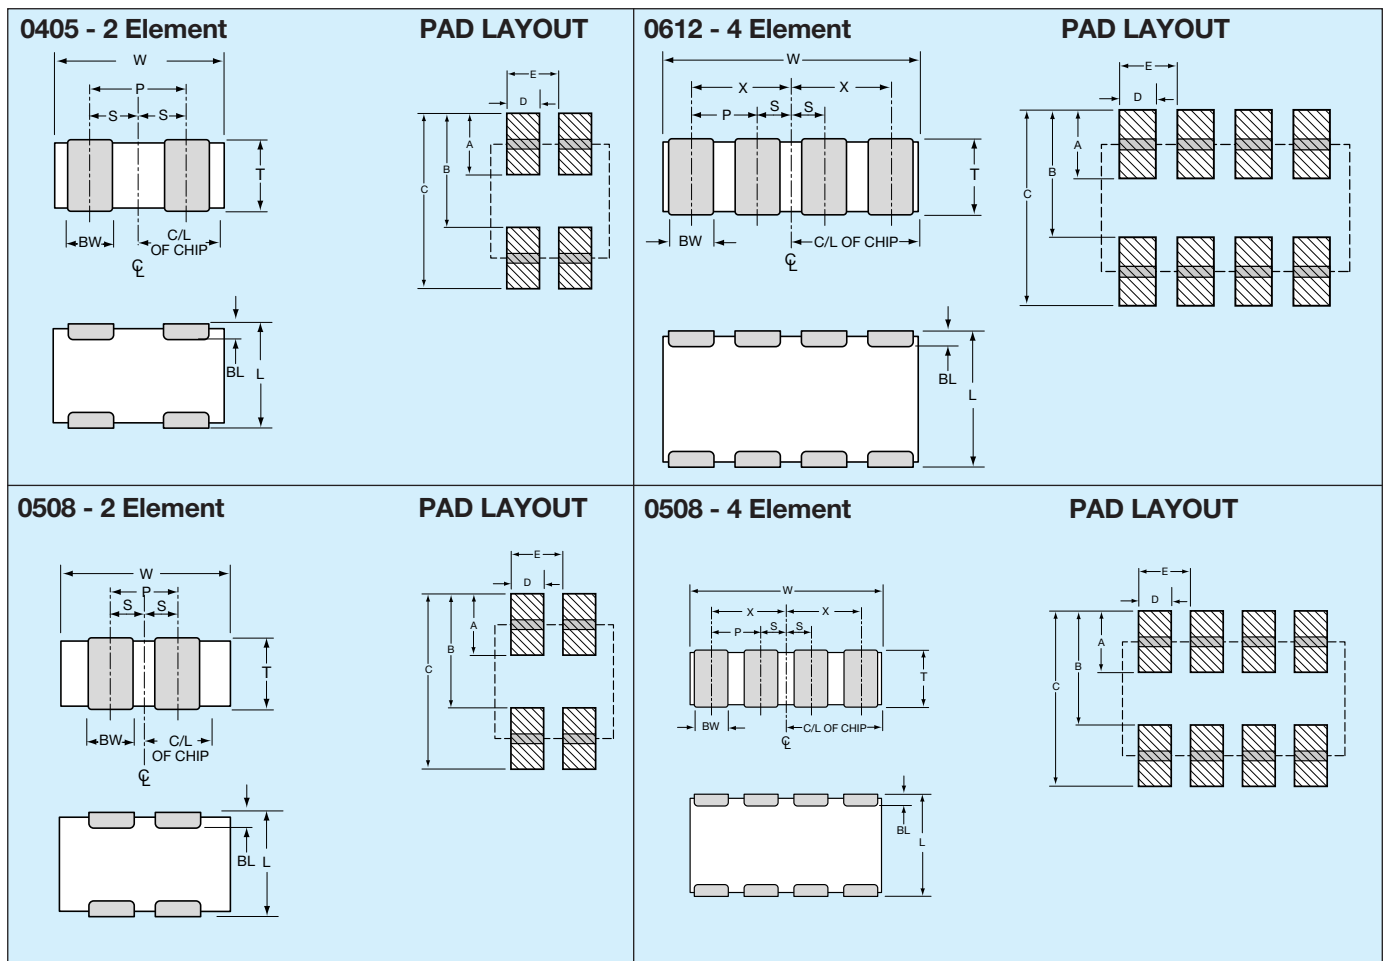 0405 - 2 Element
PAD LAYOUT
W
P
S
S
T
BW
C/L
OF CHIP
℄
BL
L
E
D
A
B
C
0612 - 4 Element
PAD LAYOUT
W
X
X
P
S
S
T
BW
C/L OF CHIP
℄
BL
L
E
D
A
B
C
0508 - 2 Element
PAD LAYOUT
W
P
S
S
T
BW
C/L
OF CHIP
℄
BL
L
E
D
A
B
C
0508 - 4 Element
PAD LAYOUT
W
X
X
P
S
S
T
BW
C/L OF CHIP
℄
BL
L
E
D
A
B
C